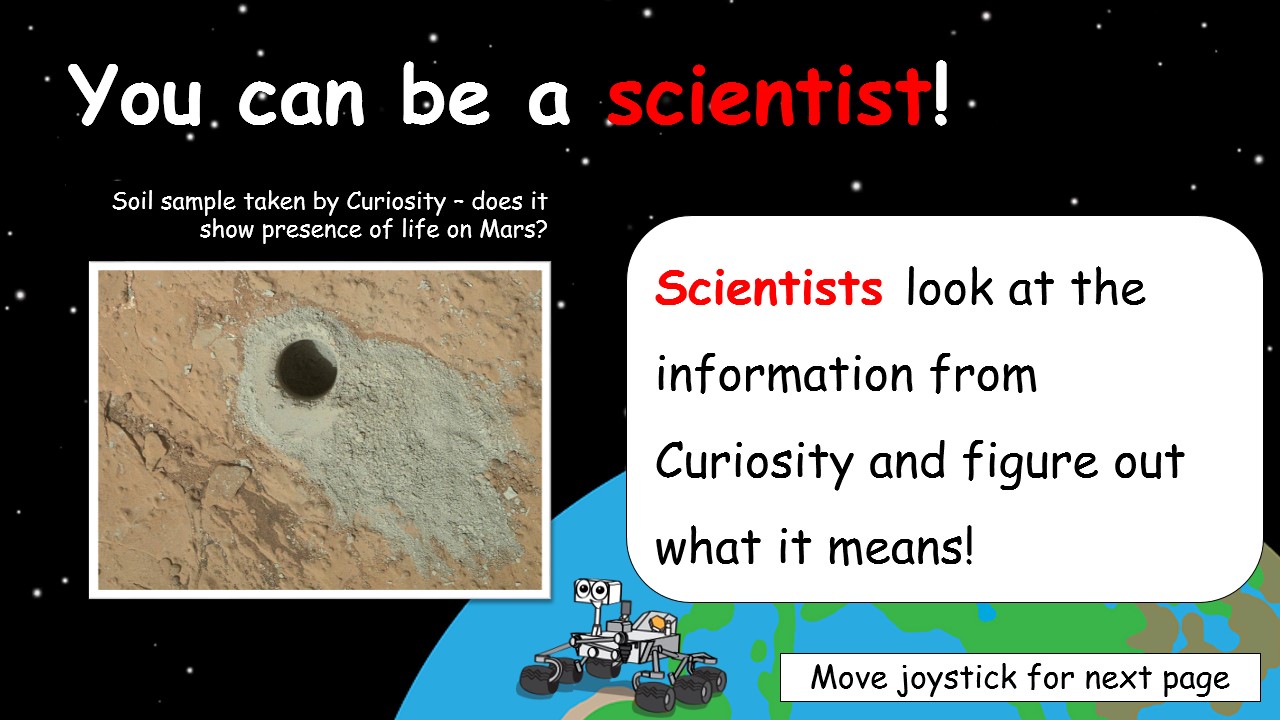 You can be a scientist!
Soil sample taken by Curiosity – does it
show presence of life on Mars?
Scientists look at the
information from
Curiosity and figure out
what it means!
Move joystick for next page